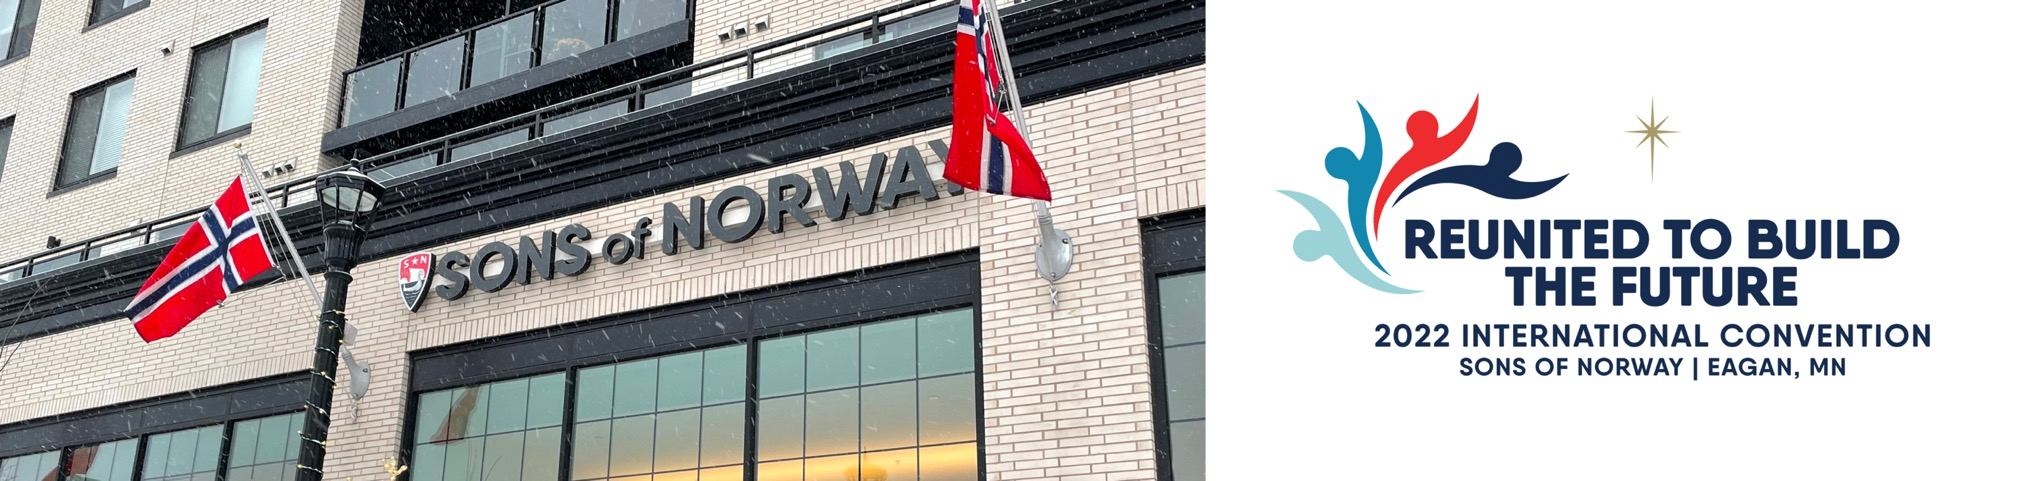 S★N
SONS of NORWAY
REUNITED TO BUILD
THE FUTURE
2022 INTERNATIONAL CONVENTION
SONS OF NORWAY | EAGAN, MN